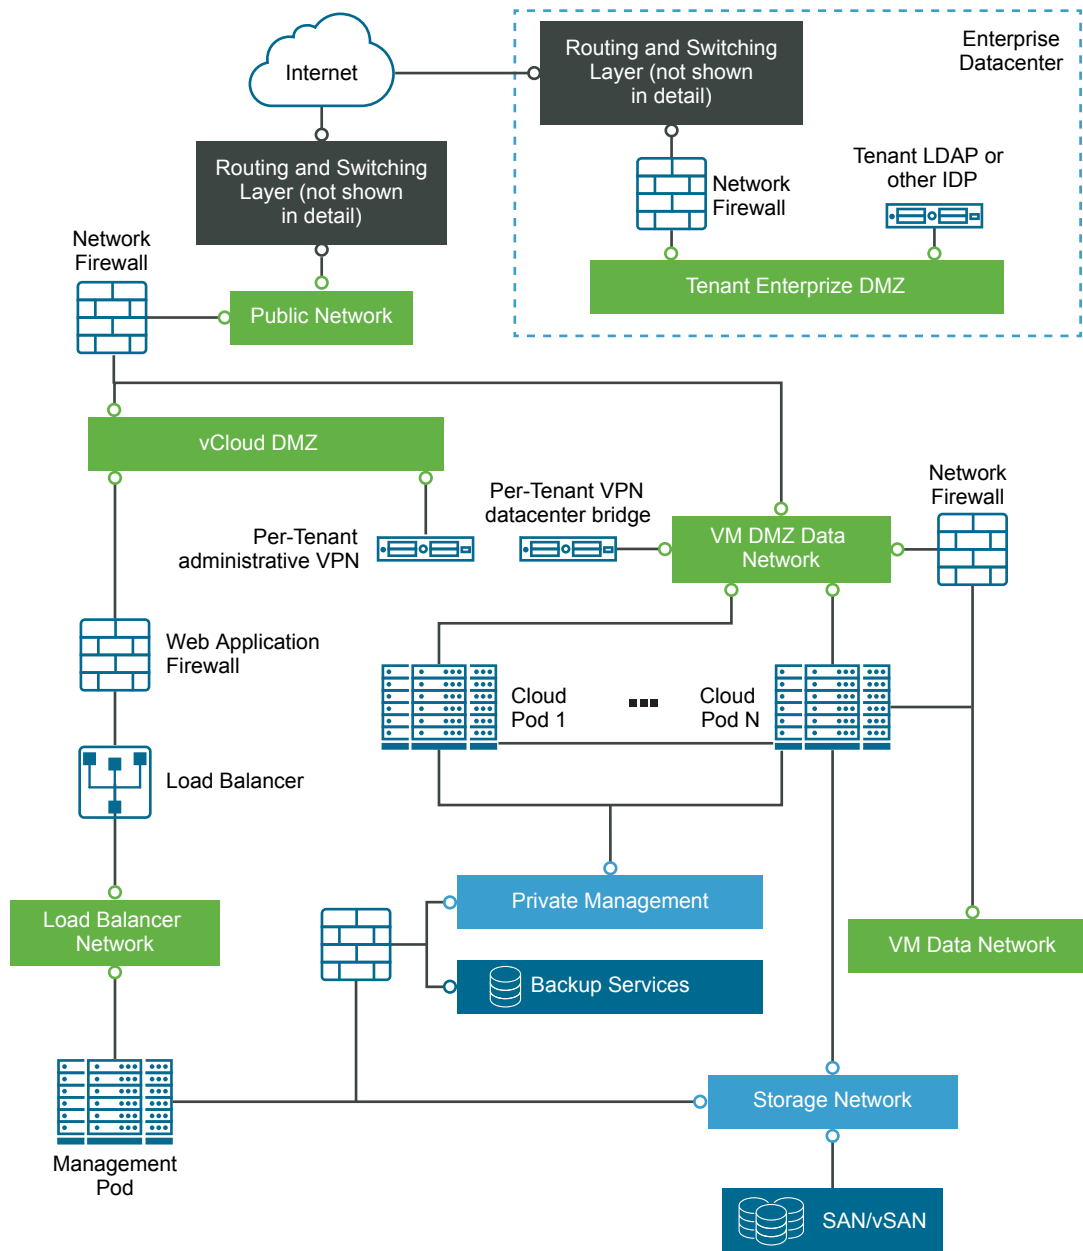 Internet
Routing and Switching
Layer (not shown
in detail)
Enterprise
Datacenter
Routing and Switching
Layer (not shown
in detail)
Network
Firewall
Tenant LDAP or
other IDP
Network
Firewall
Public Network
Tenant Enterprize DMZ
vCloud DMZ
Per-Tenant
administrative VPN
Per-Tenant VPN
datacenter bridge
VM DMZ Data
Network
Network
Firewall
Web Application
Firewall
Cloud
Pod 1
Cloud
Pod N
Load Balancer
Load Balancer
Network
Private Management
Backup Services
VM Data Network
Management
Pod
Storage Network
SAN/vSAN